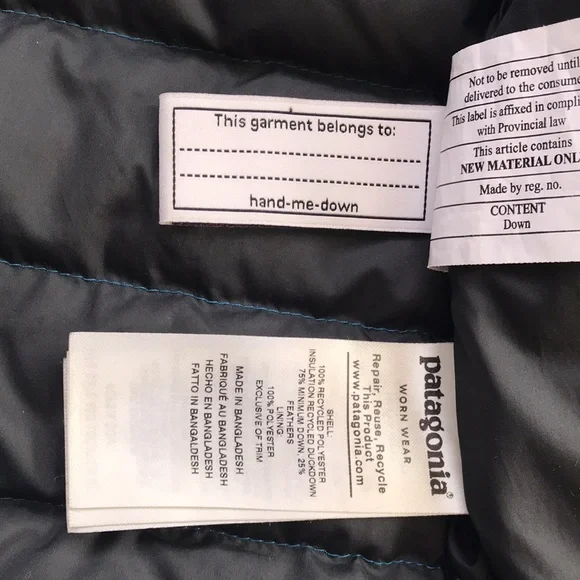 This garment belongs to:
hand-me-down
Not to be removed until
delivered to the consume
This label is affixed in compli
with Provincial law
This article contains
NEW MATERIAL ONL
Made by reg. no.
CONTENT
Down
patagonia®
WORN WEAR
Repair, Reuse, Recycle
This Product
www.patagonia.com
SHELL:
100% RECYCLED POLYESTER
INSULATION RECYCLED DUCKDOWN
75% MINIMUM DOWN, 25%
FEATHERS
LINING
100% POLYESTER
EXCLUSIVE OF TRIM
MADE IN BANGLADESH
FABRIQUÉ AU BANGLADESH
HECHO EN BANGLADESH
FATTO IN BANGALDESH